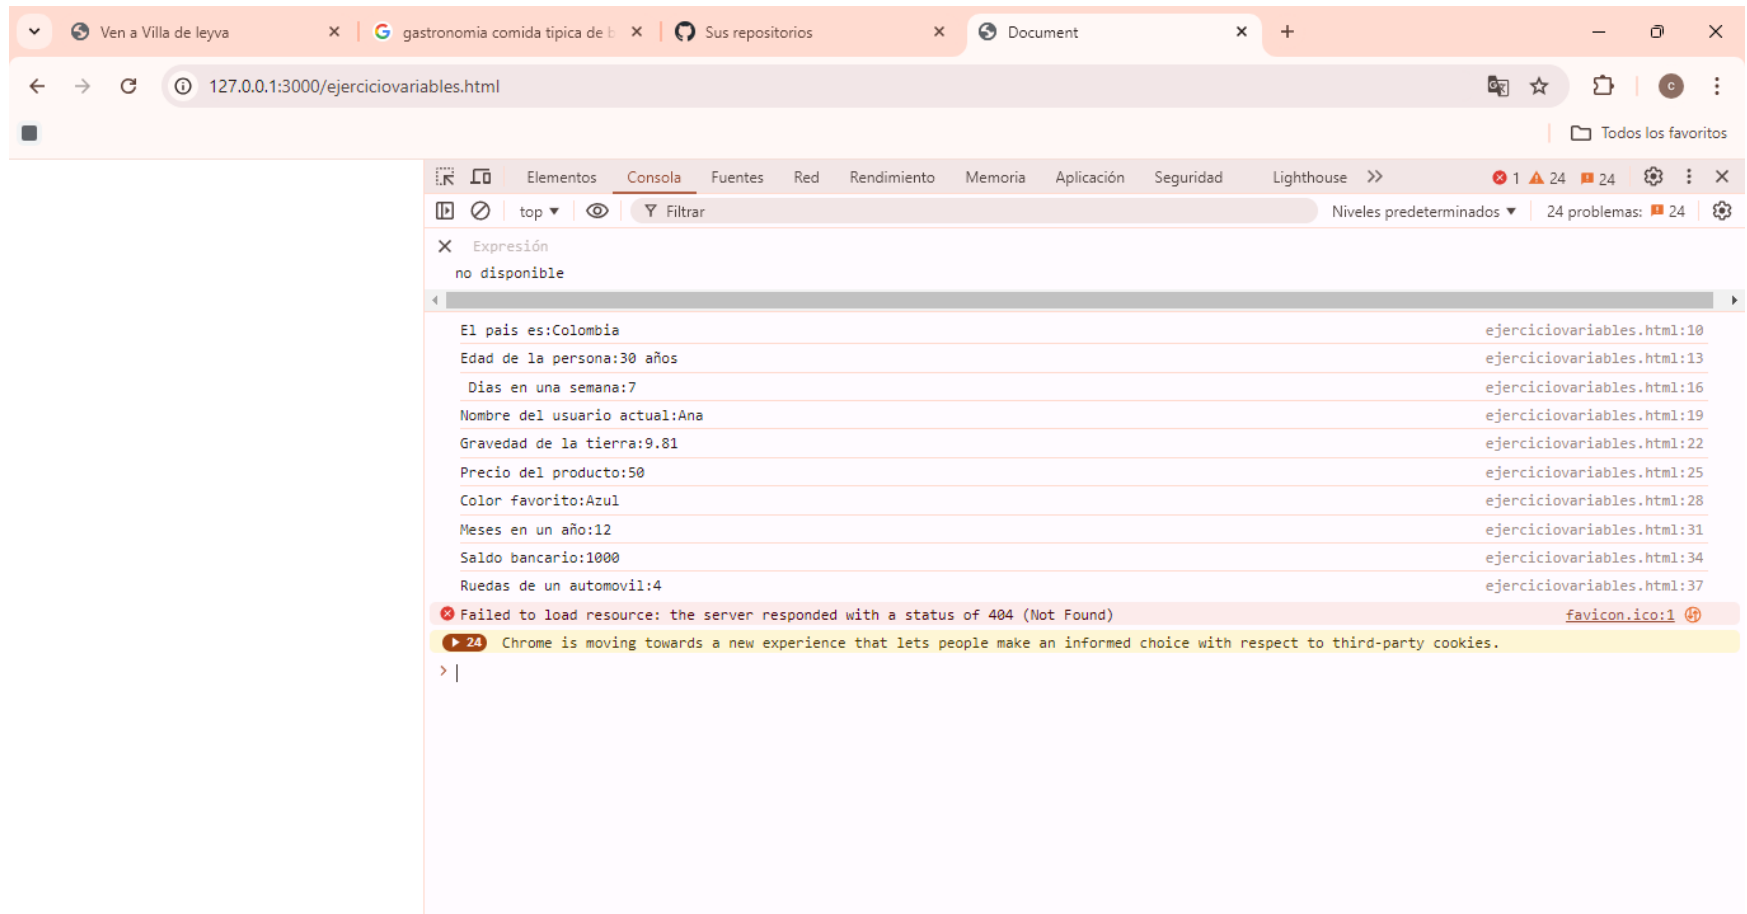 Ven a Villa de leyva
gastronomia comida tipica de b
Sus repositorios
Document
127.0.0.1:3000/ejerciciovariables.html
C
Todos los favoritos
Elementos Consola Fuentes Red Rendimiento Memoria Aplicación Seguridad Lighthouse 1 24 24
top Filtrar Niveles predeterminados 24 problemas: 24
Expresión
no disponible
El pais es:Colombia ejerciciovariables.html:10
Edad de la persona:30 años ejerciciovariables.html:13
Dias en una semana:7 ejerciciovariables.html:16
Nombre del usuario actual:Ana ejerciciovariables.html:19
Gravedad de la tierra:9.81 ejerciciovariables.html:22
Precio del producto:50 ejerciciovariables.html:25
Color favorito:Azul ejerciciovariables.html:28
Meses en un año:12 ejerciciovariables.html:31
Saldo bancario:1000 ejerciciovariables.html:34
Ruedas de un automovil:4 ejerciciovariables.html:37
Failed to load resource: the server responded with a status of 404 (Not Found) favicon.ico:1
24 Chrome is moving towards a new experience that lets people make an informed choice with respect to third-party cookies.